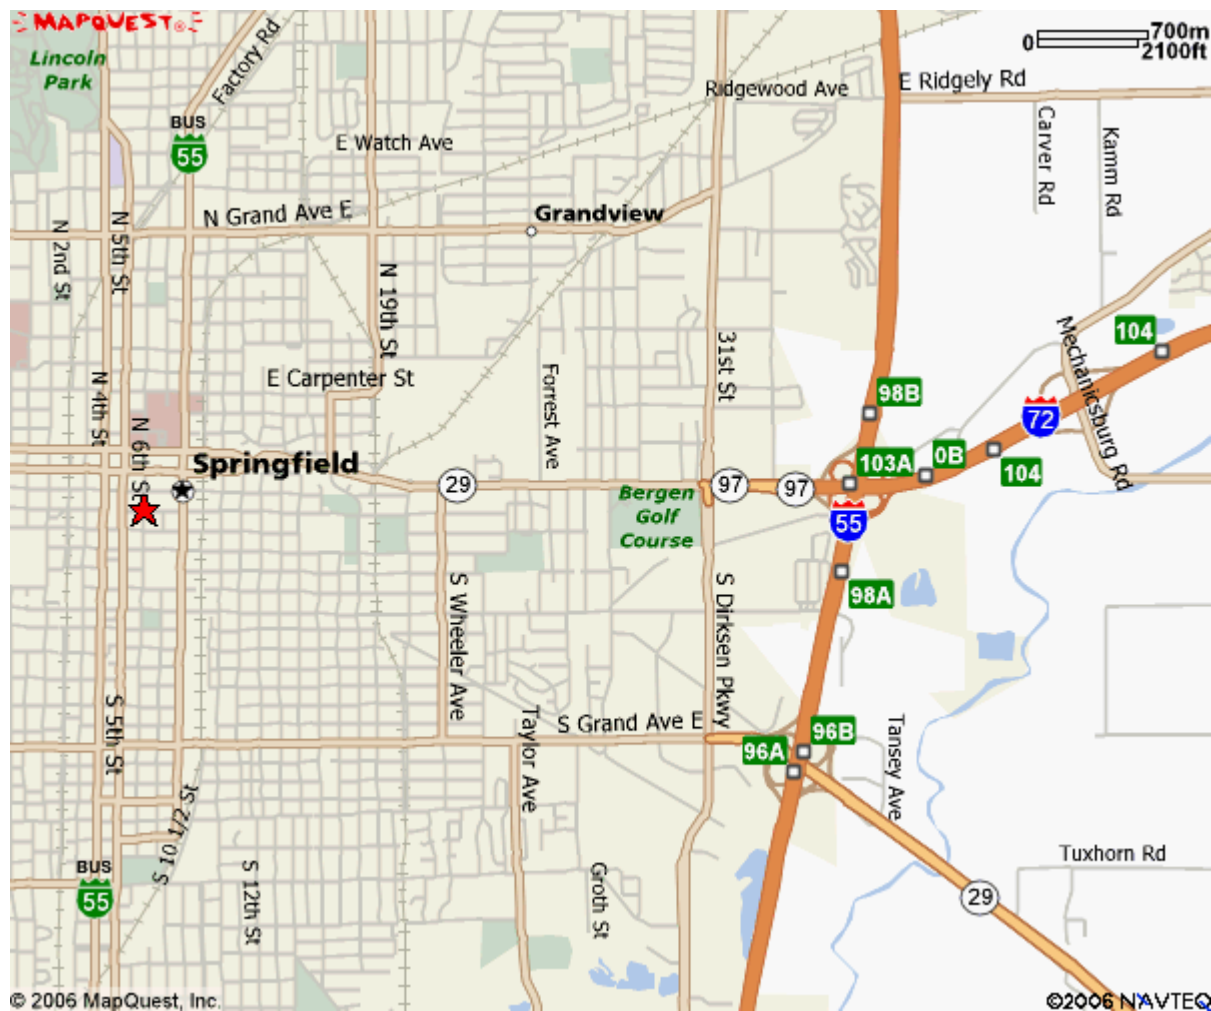 MAPQUEST
Lincoln
Park
Factory Rd
BUS
55
0
700m
2100ft
Ridgewood Ave
E Ridgely Rd
E Watch Ave
Carver Rd
Kamm Rd
N Grand Ave E
Grandview
N 2nd St
N 5th St
N 19th St
31st St
Mechanicsburg Rd
104
E Carpenter St
Forrest Ave
N 4th St
98B
72
N 6th St
Springfield
103A
0B
104
29
97
97
Bergen
Golf
Course
55
S Wheeler Ave
S Dirksen Pkwy
98A
S 5th St
Taylor Ave
S Grand Ave E
96A
96B
Tansey Ave
S 10 1/2 St
BUS
55
S 12th St
Groth St
Tuxhorn Rd
29
© 2006 MapQuest, Inc.
©2006 NAVTEQ